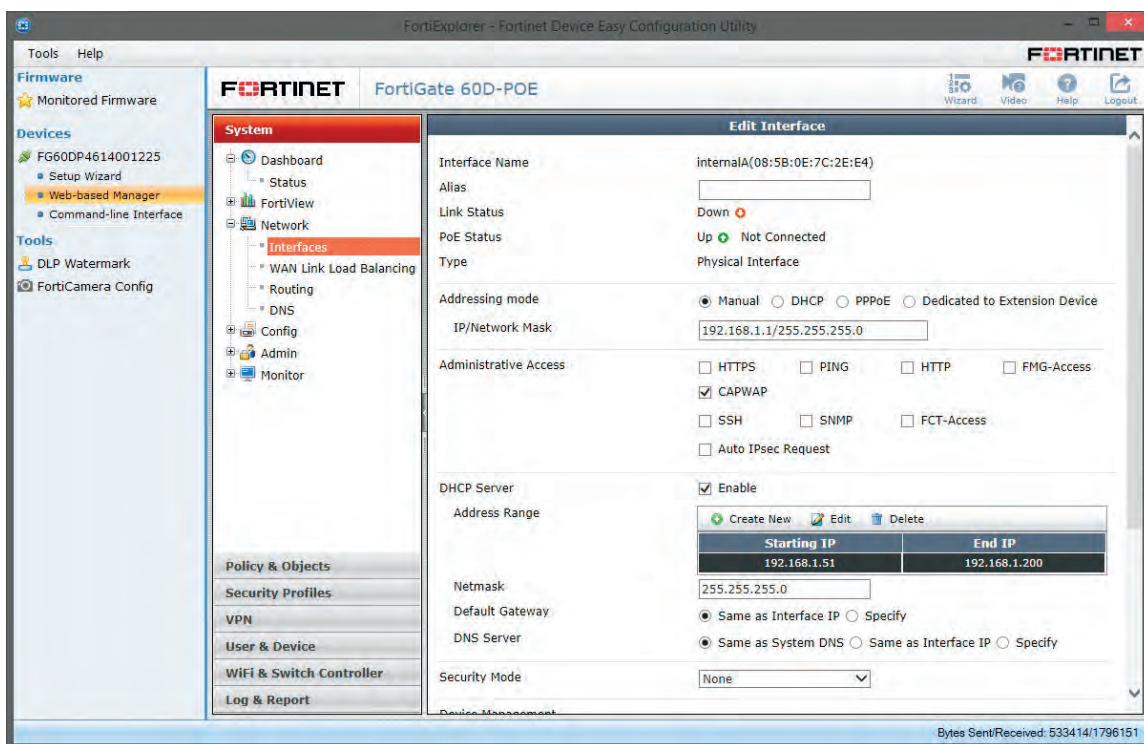 FortiExplorer - Fortinet Device Easy Configuration Utility
Tools Help
FORTINET
Firmware
Monitored Firmware
Devices
FG60DP4614001225
Setup Wizard
Web-based Manager
Command-line Interface
Tools
DLP Watermark
FortiCamera Config
FORTINET FortiGate 60D-POE
Wizard Video Help Logout
System
Dashboard
Status
FortiView
Network
Interfaces
WAN Link Load Balancing
Routing
DNS
Config
Admin
Monitor
Policy & Objects
Security Profiles
VPN
User & Device
WiFi & Switch Controller
Log & Report
Edit Interface
Interface Name internalA(08:5B:0E:7C:2E:E4)
Alias
Link Status Down
PoE Status Up Not Connected
Type Physical Interface
Addressing mode Manual DHCP PPPoE Dedicated to Extension Device
IP/Network Mask 192.168.1.1/255.255.255.0
Administrative Access HTTPS PING HTTP FMG-Access
CAPWAP
SSH SNMP FCT-Access
Auto IPsec Request
DHCP Server Enable
Address Range Create New Edit Delete
Starting IP End IP
192.168.1.51 192.168.1.200
Netmask 255.255.255.0
Default Gateway Same as Interface IP Specify
DNS Server Same as System DNS Same as Interface IP Specify
Security Mode None
Device Management
Bytes Sent/Received: 533414/1796151